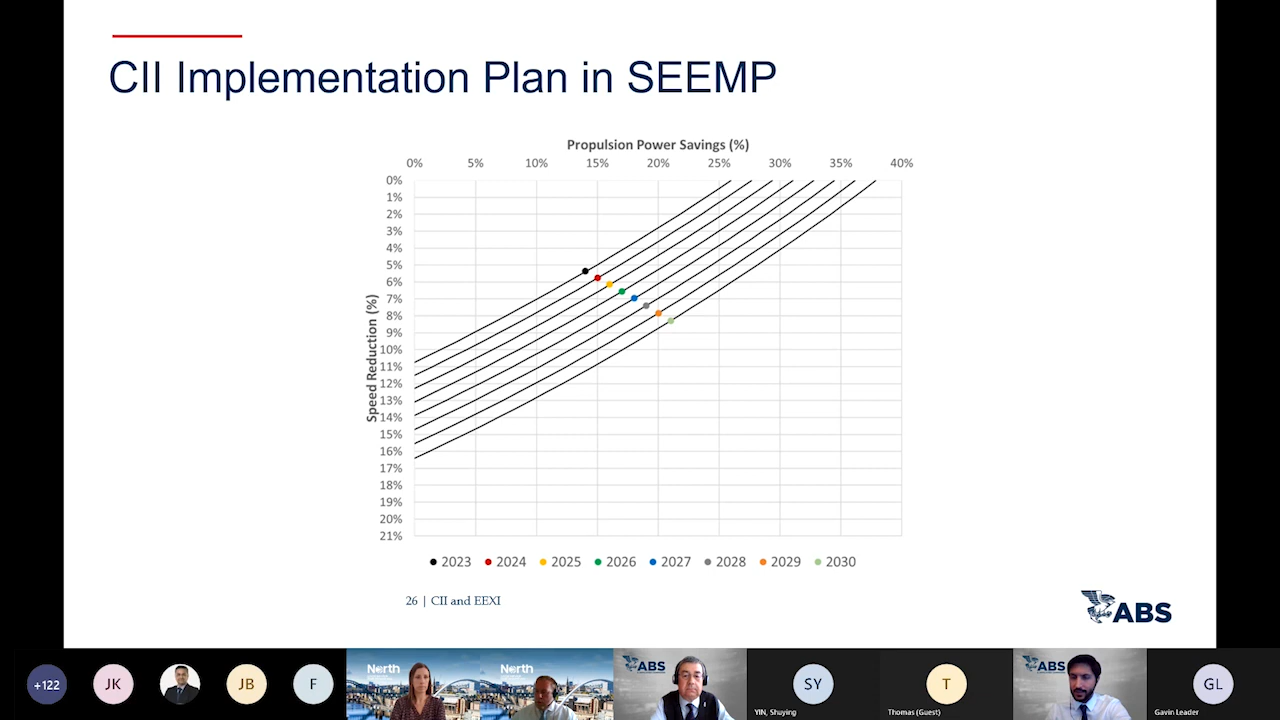 CII Implementation Plan in SEEMP
Propulsion Power Savings (%)
0% 5% 10% 15% 20% 25% 30% 35% 40%
Speed Reduction (%)
0%
1%
2%
3%
4%
5%
6%
7%
8%
9%
10%
11%
12%
13%
14%
15%
16%
17%
18%
19%
20%
21%
2023 2024 2025 2026 2027 2028 2029 2030
26 | CII and EEXI
ABS
+122
JK
JB
F
North
North
ABS
SY
YIN, Shuying
T
Thomas (Guest)
ABS
GL
Gavin Leader